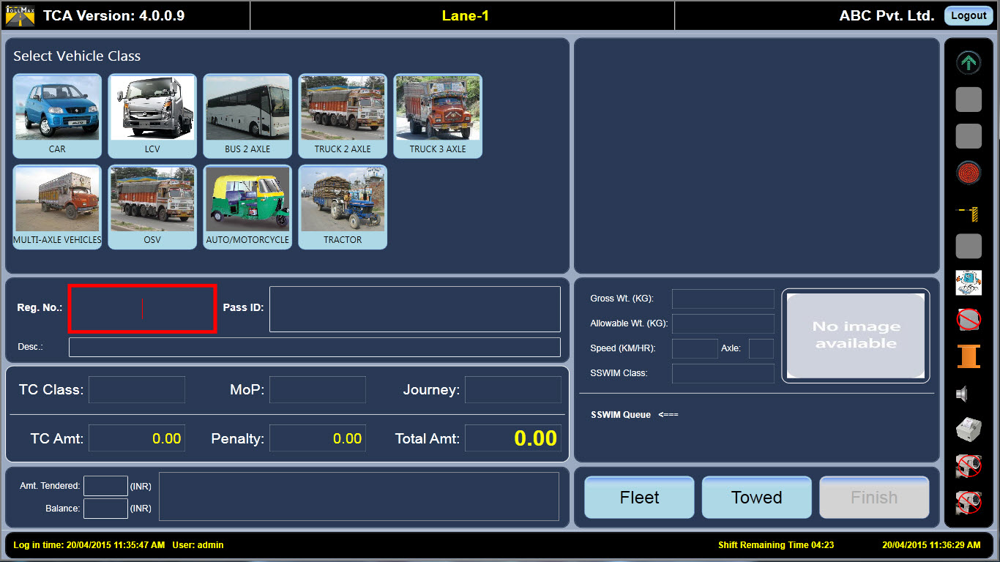 TollMax
TCA Version: 4.0.0.9
Lane-1
ABC Pvt. Ltd.
Logout
Select Vehicle Class
CAR
LCV
BUS 2 AXLE
TRUCK 2 AXLE
TRUCK 3 AXLE
MULTI-AXLE VEHICLES
OSV
AUTO/MOTORCYCLE
TRACTOR
Reg. No.:
Pass ID:
Desc.:
TC Class:
MoP:
Journey:
TC Amt: 0.00
Penalty: 0.00
Total Amt: 0.00
Amt. Tendered: (INR)
Balance: (INR)
Gross Wt. (KG):
Allowable Wt. (KG):
Speed (KM/HR):
Axle:
SSWIM Class:
No image
available
SSWIM Queue <===
Fleet
Towed
Finish
Log in time: 20/04/2015 11:35:47 AM User: admin
Shift Remaining Time 04:23
20/04/2015 11:36:29 AM